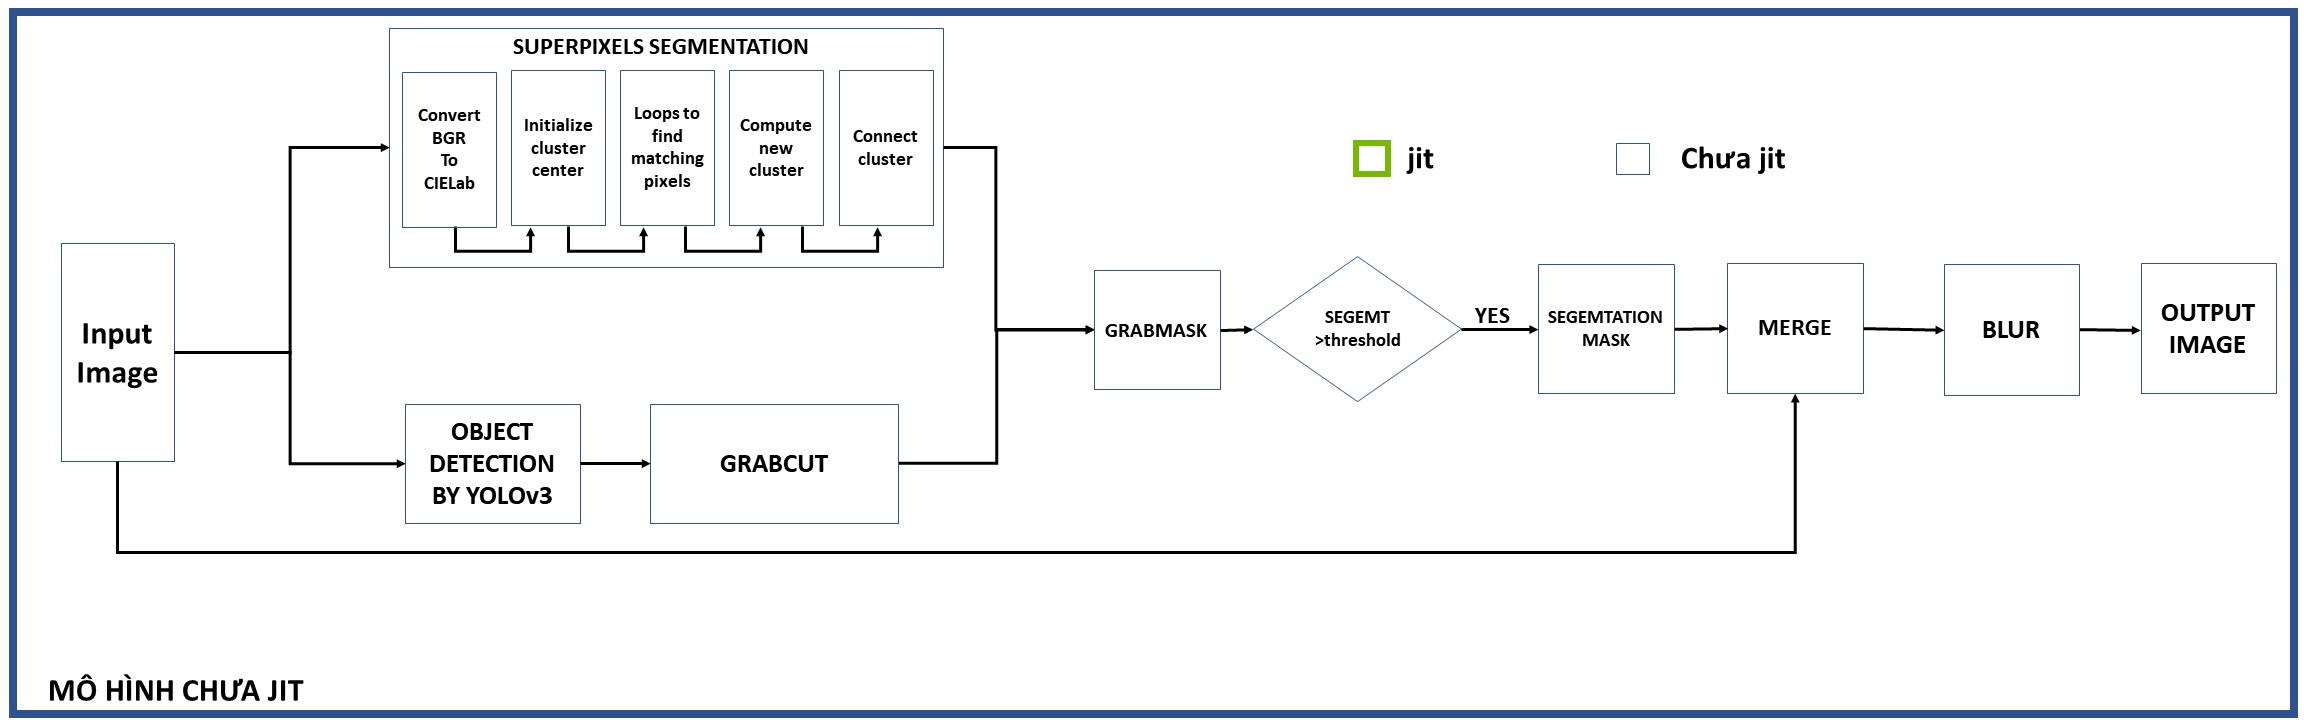 SUPERPIXELS SEGMENTATION
Convert
BGR
To
CIELab
Initialize
cluster
center
Loops to
find
matching
pixels
Compute
new
cluster
Connect
cluster
jit
Chưa jit
Input
Image
OBJECT
DETECTION
BY YOLOv3
GRABCUT
GRABMASK
SEGEMT
>threshold
YES
SEGEMTATION
MASK
MERGE
BLUR
OUTPUT
IMAGE
MÔ HÌNH CHƯA JIT